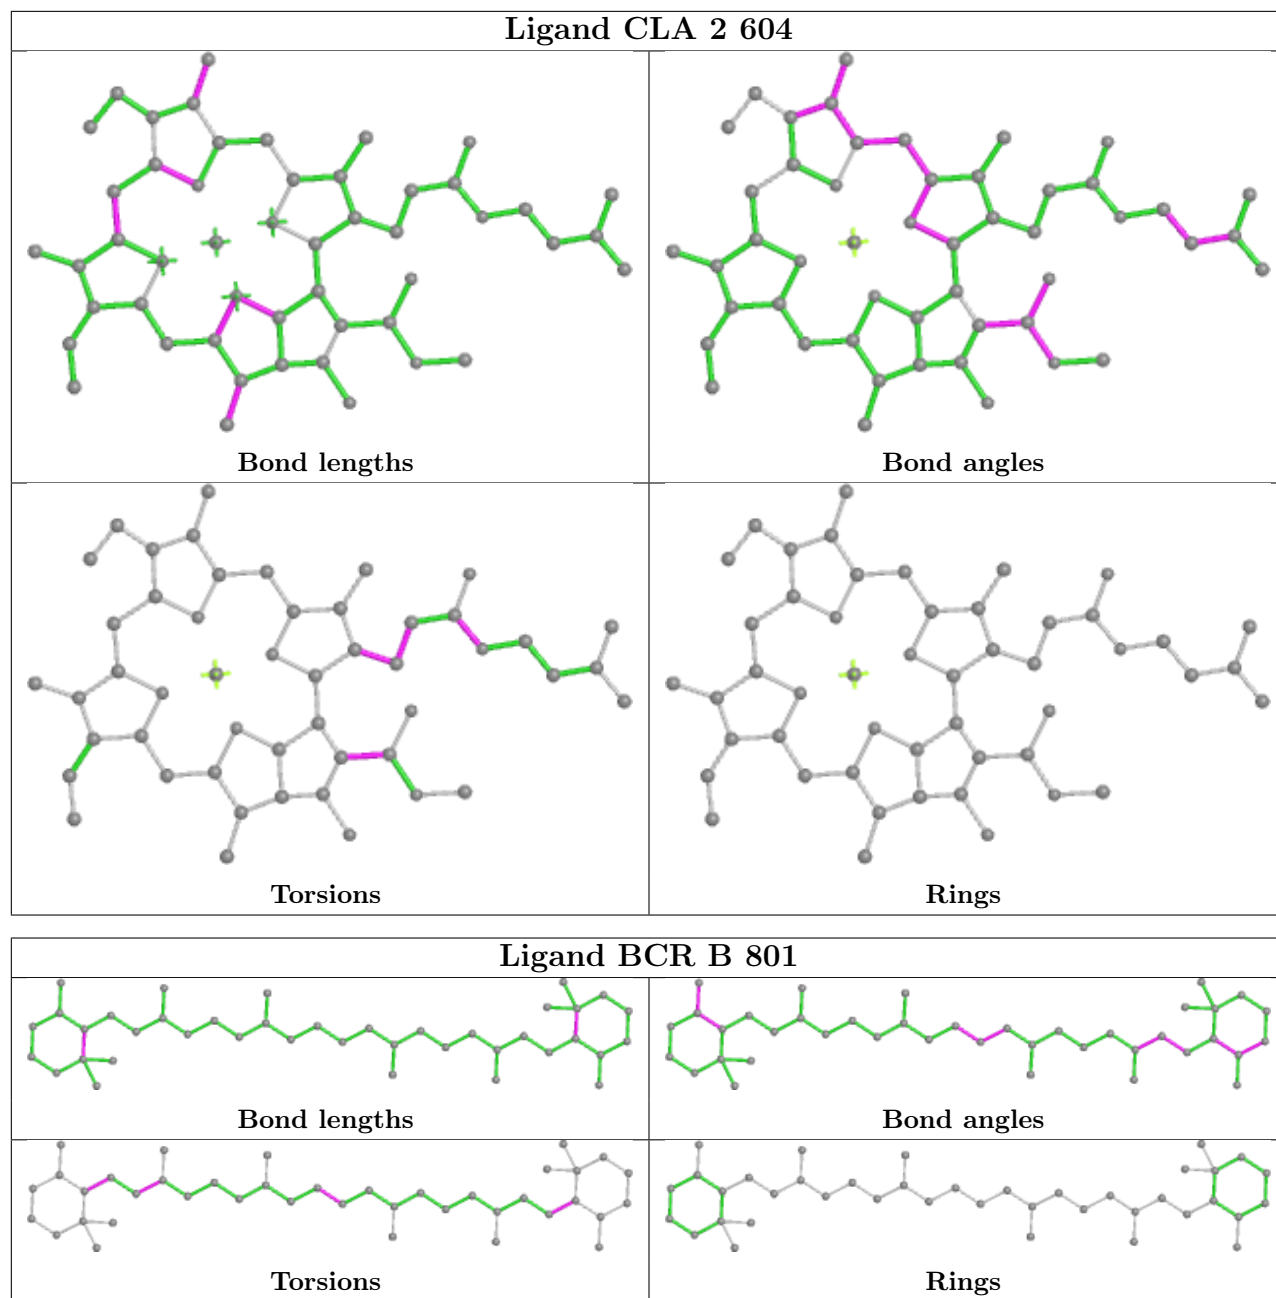 Ligand CLA 2 604
Bond lengths
Bond angles
Torsions
Rings
Ligand BCR B 801
Bond lengths
Bond angles
Torsions
Rings